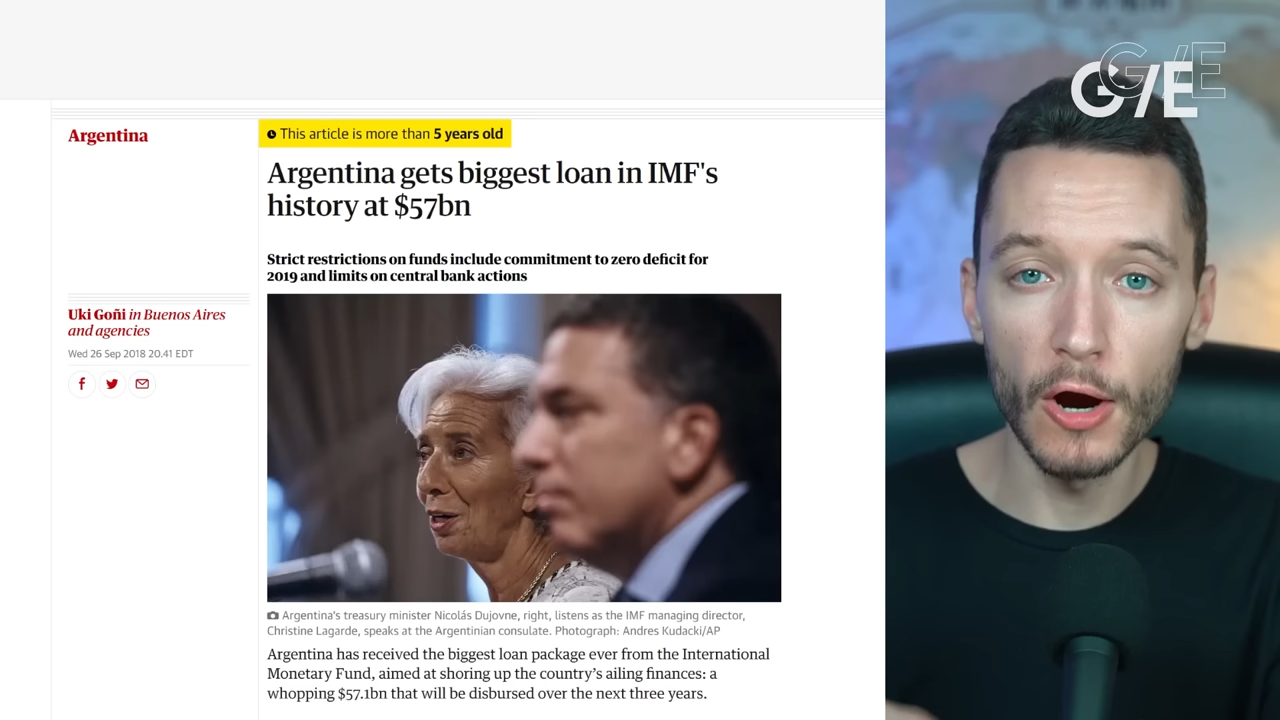 Argentina
This article is more than 5 years old
Argentina gets biggest loan in IMF's
history at $57bn
Strict restrictions on funds include commitment to zero deficit for
2019 and limits on central bank actions
Uki Goñi in Buenos Aires
and agencies
Wed 26 Sep 2018 20.41 EDT
Argentina's treasury minister Nicolás Dujovne, right, listens as the IMF managing director,
Christine Lagarde, speaks at the Argentinian consulate. Photograph: Andres Kudacki/AP
Argentina has received the biggest loan package ever from the International
Monetary Fund, aimed at shoring up the country’s ailing finances: a
whopping $57.1bn that will be disbursed over the next three years.
G/E
G/E